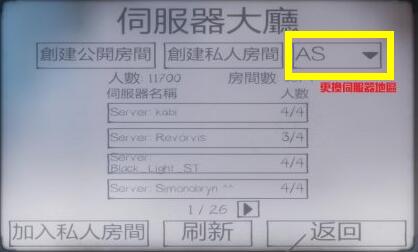 伺服器大廳
創建公開房間 創建私人房間 AS
人數 11700 房間數
更換伺服器地區
伺服器名稱 人數
Server: kabi 4/4
Server: Revorvis 3/4
Server: Black_Light_ST 4/4
Server: Simonabryn ^^ 4/4
1 / 26
加入私人房間 刷新 返回